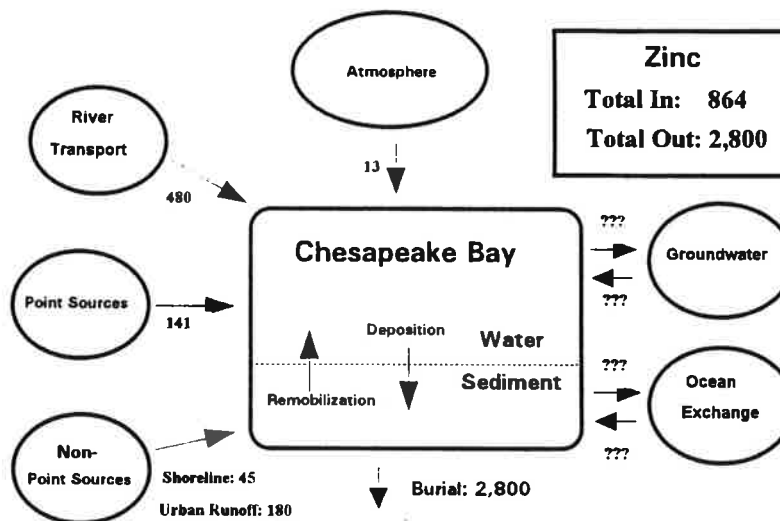 Atmosphere
Zinc
Total In: 864
Total Out: 2,800
River
Transport
13
480
???
Groundwater
???
Chesapeake Bay
Point Sources
141
Deposition
Water
Sediment
Remobilization
???
Ocean
Exchange
???
Non-
Point Sources
Shoreline: 45
Urban Runoff: 180
Burial: 2,800